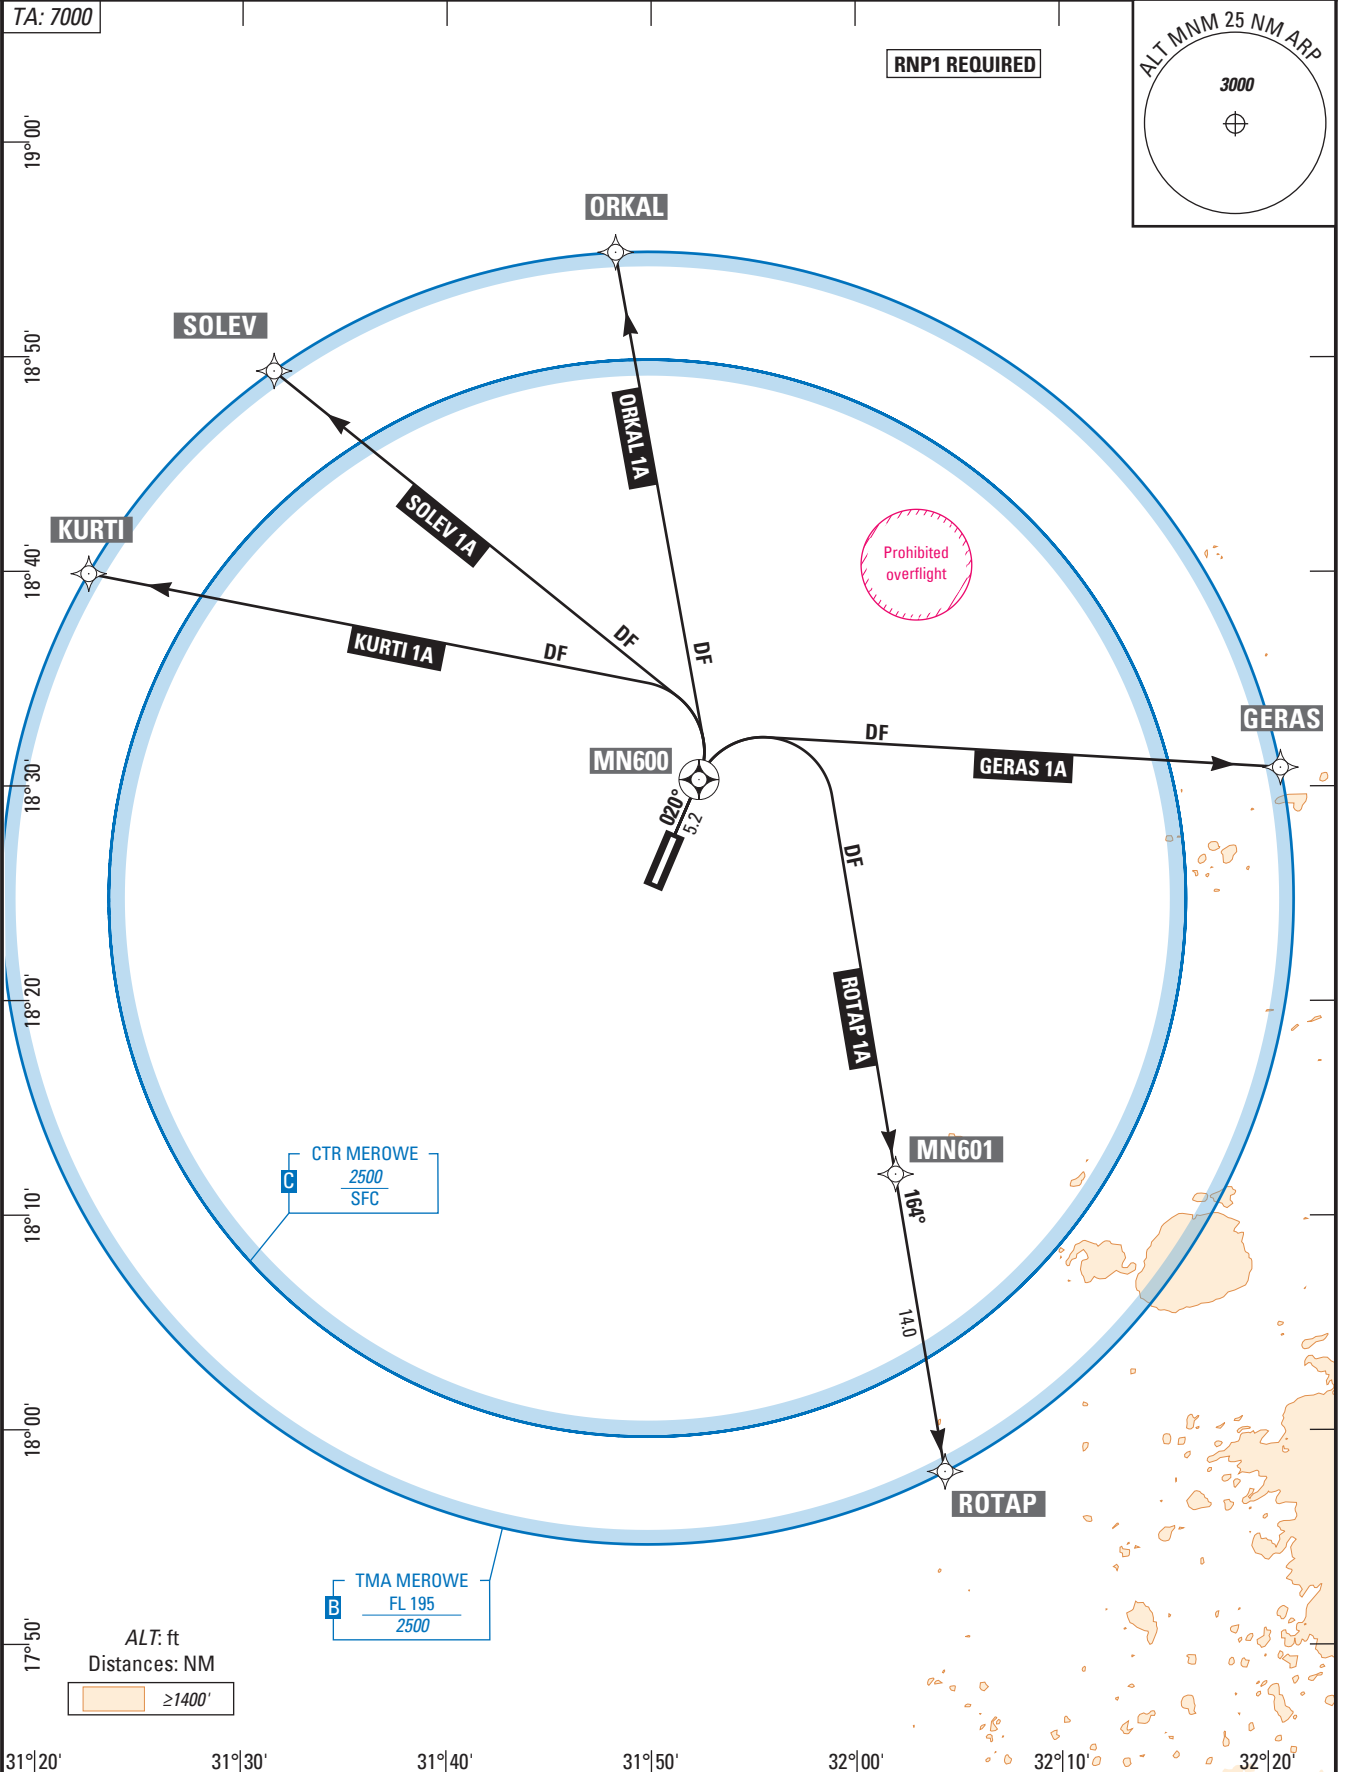 TA: 7000
RNP1 REQUIRED
ALT MNM 25 NM ARP
3000
19°00'
ORKAL
SOLEV
18°50'
ORKAL 1A
SOLEV 1A
KURTI
18°40'
Prohibited
overflight
DF
DF
DF
KURTI 1A
GERAS
MN600
DF
GERAS 1A
18°30'
020°
5.2
DF
ROTAP 1A
18°20'
MN601
CTR MEROWE
C
2500
SFC
164°
18°10'
14.0
18°00'
ROTAP
TMA MEROWE
B
FL 195
2500
17°50'
ALT: ft
Distances: NM
≥1400'
31°20'
31°30'
31°40'
31°50'
32°00'
32°10'
32°20'